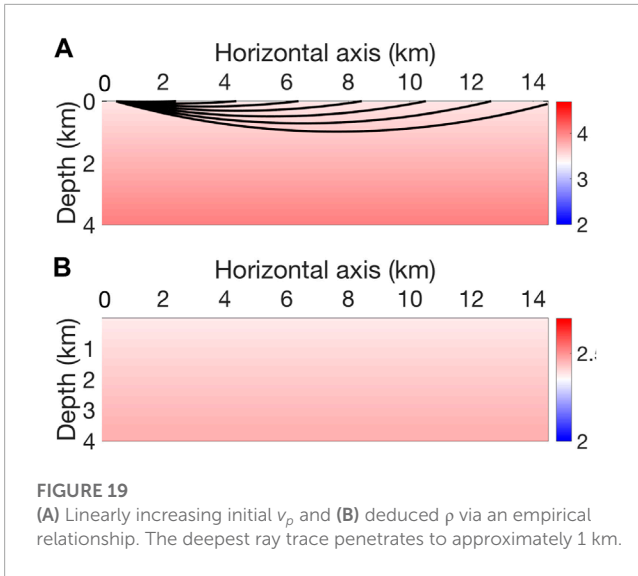 A
Horizontal axis (km)
0 2 4 6 8 10 12 14
Depth (km)
0
2
4
4
3
2
B
Horizontal axis (km)
0 2 4 6 8 10 12 14
Depth (km)
1
2
3
4
2
FIGURE 19
(A) Linearly increasing initial vp and (B) deduced ρ via an empirical
relationship. The deepest ray trace penetrates to approximately 1 km.